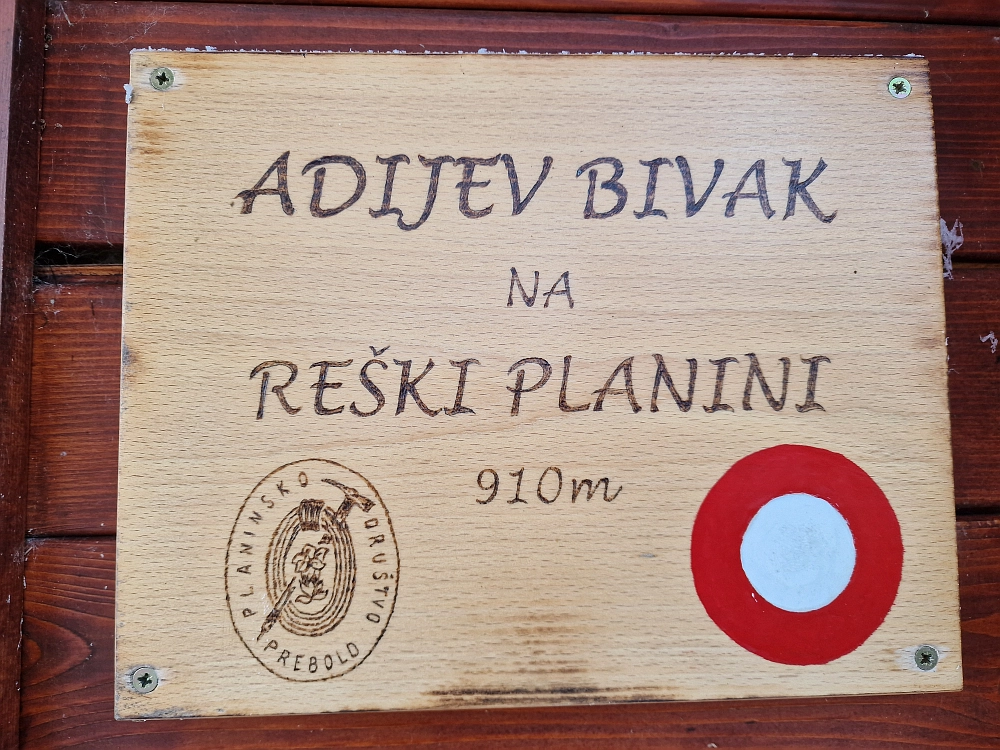 ADIJEV BIVAK
NA
REŠKI PLANINI
910m
PLANINSKO DRUŠTVO
PREBOLD